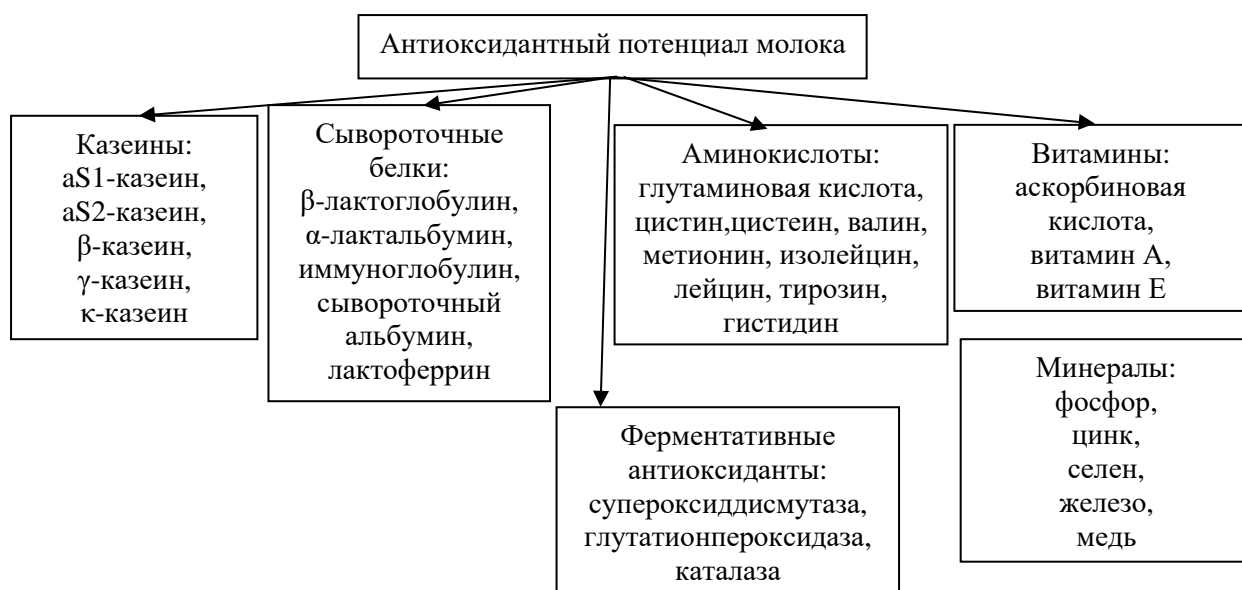 Антиоксидантный потенциал молока
Казеины:
aS1-казеин,
aS2-казеин,
β-казеин,
γ-казеин,
κ-казеин
Сывороточные
белки:
β-лактоглобулин,
α-лактальбумин,
иммуноглобулин,
сывороточный
альбумин,
лактоферрин
Аминокислоты:
глутаминовая кислота,
цистин,цистеин, валин,
метионин, изолейцин,
лейцин, тирозин,
гистидин
Витамины:
аскорбиновая
кислота,
витамин А,
витамин Е
Ферментативные
антиоксиданты:
супероксиддисмутаза,
глутатионпероксидаза,
каталаза
Минералы:
фосфор,
цинк,
селен,
железо,
медь